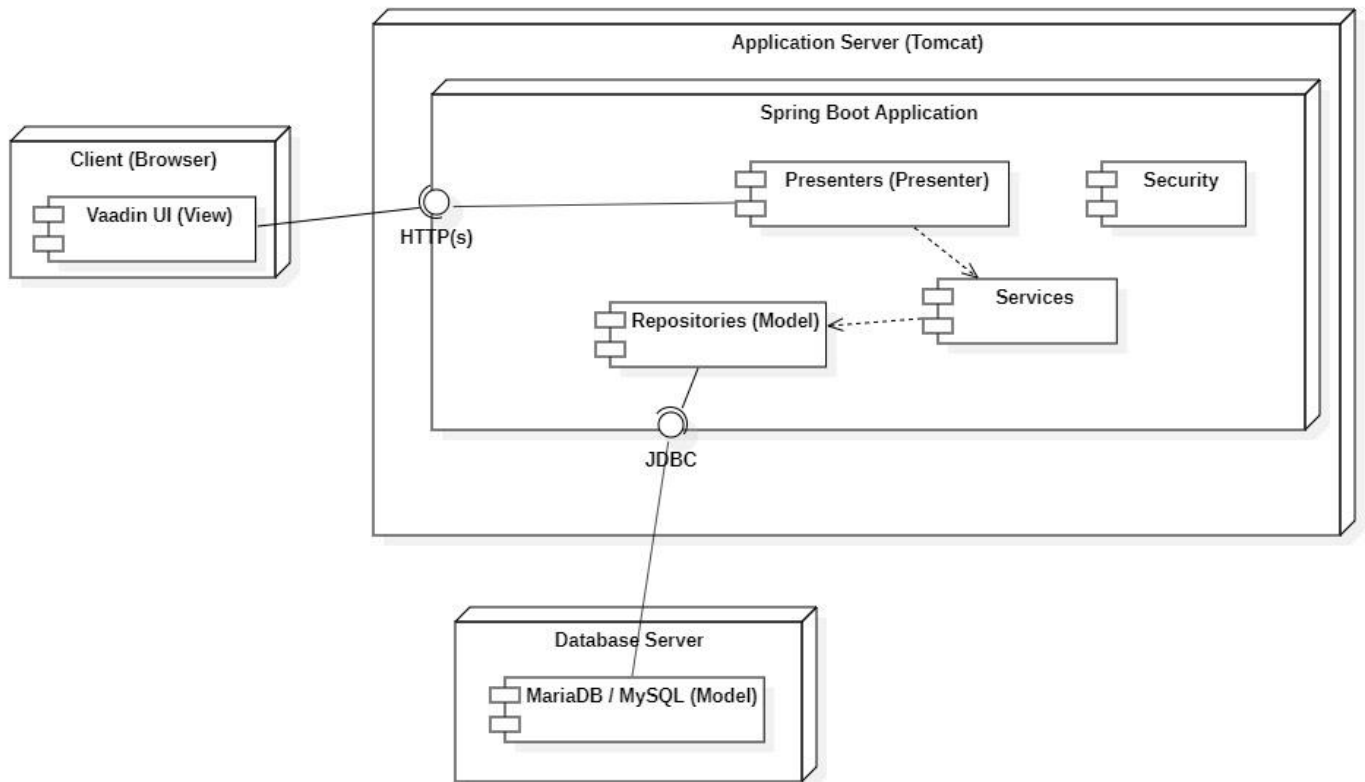 Application Server (Tomcat)
Spring Boot Application
Client (Browser)
Vaadin UI (View)
HTTP(s)
Presenters (Presenter)
Security
Services
Repositories (Model)
JDBC
Database Server
MariaDB / MySQL (Model)